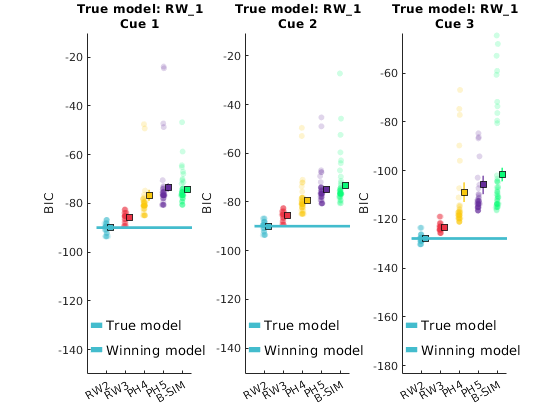 True model: RW_1
Cue 1
True model: RW_1
Cue 2
True model: RW_1
Cue 3
BIC
-20
-40
-60
-80
-100
-120
-140
True model
Winning model
RW2
RW3
PH4
PH5
B-SIM
BIC
-20
-40
-60
-80
-100
-120
-140
True model
Winning model
RW2
RW3
PH4
PH5
B-SIM
BIC
-60
-80
-100
-120
-140
-160
-180
True model
Winning model
RW2
RW3
PH4
PH5
B-SIM